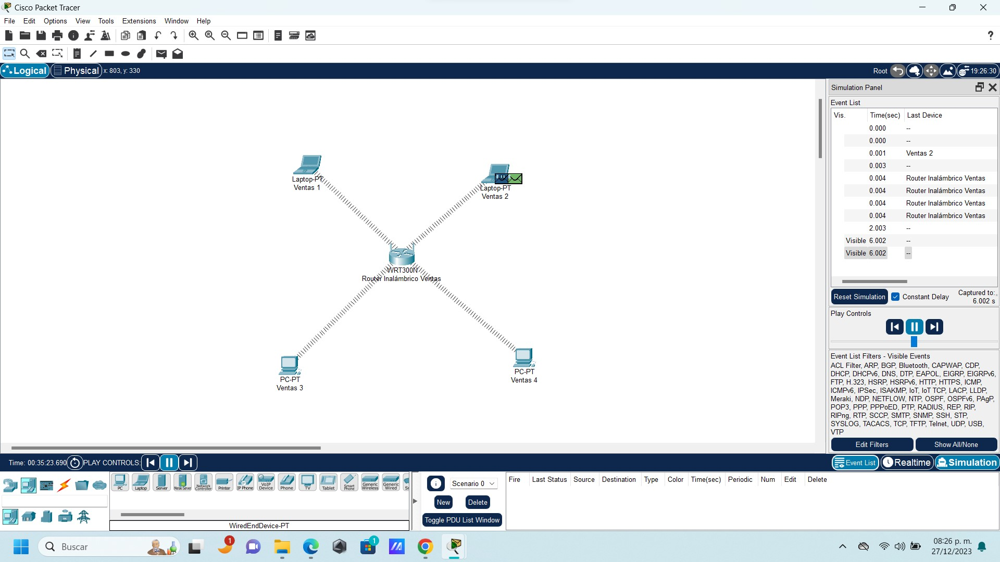 Cisco Packet Tracer
File Edit Options View Tools Extensions Window Help
?
Logical Physical x: 803, y: 330
Root 19:26:30
Simulation Panel
Event List
Vis. Time(sec) Last Device
0.000 --
0.000 --
0.001 Ventas 2
0.003 --
0.004 Router Inalámbrico Ventas
0.004 Router Inalámbrico Ventas
0.004 Router Inalámbrico Ventas
0.004 Router Inalámbrico Ventas
2.003 --
Visible 6.002 --
Visible 6.002 --
Reset Simulation Constant Delay Captured to:
6.002 s
Play Controls
Event List Filters - Visible Events
ACL Filter, ARP, BGP, Bluetooth, CAPWAP, CDP,
DHCP, DHCPv6, DNS, DTP, EAPOL, EIGRP, EIGRPv6,
FTP, H.323, HSRP, HSRPv6, HTTP, HTTPS, ICMP,
ICMPv6, IPSec, ISAKMP, IoT, IoT TCP, LACP, LLDP,
Meraki, NDP, NETFLOW, NTP, OSPF, OSPFv6, PAgP,
POP3, PPP, PPPoED, PTP, RADIUS, REP, RIP,
RIPng, RTP, SCCP, SMTP, SNMP, SSH, STP,
SYSLOG, TACACS, TCP, TFTP, Telnet, UDP, USB,
VTP
Edit Filters Show All/None
Laptop-PT
Ventas 1
Laptop-PT
Ventas 2
WRT300N
Router Inalámbrico Ventas
PC-PT
Ventas 3
PC-PT
Ventas 4
Time: 00:35:23.690 PLAY CONTROLS:
Event List Realtime Simulation
PC Laptop Server MerakiServer Network Controller Printer IP Phone VoIP Device Phone TV Tablet Smart Phone Generic Wireless Generic Wired
WiredEndDevice-PT
Scenario 0
New Delete
Toggle PDU List Window
Fire Last Status Source Destination Type Color Time(sec) Periodic Num Edit Delete
Buscar
1
1
08:26 p. m.
27/12/2023